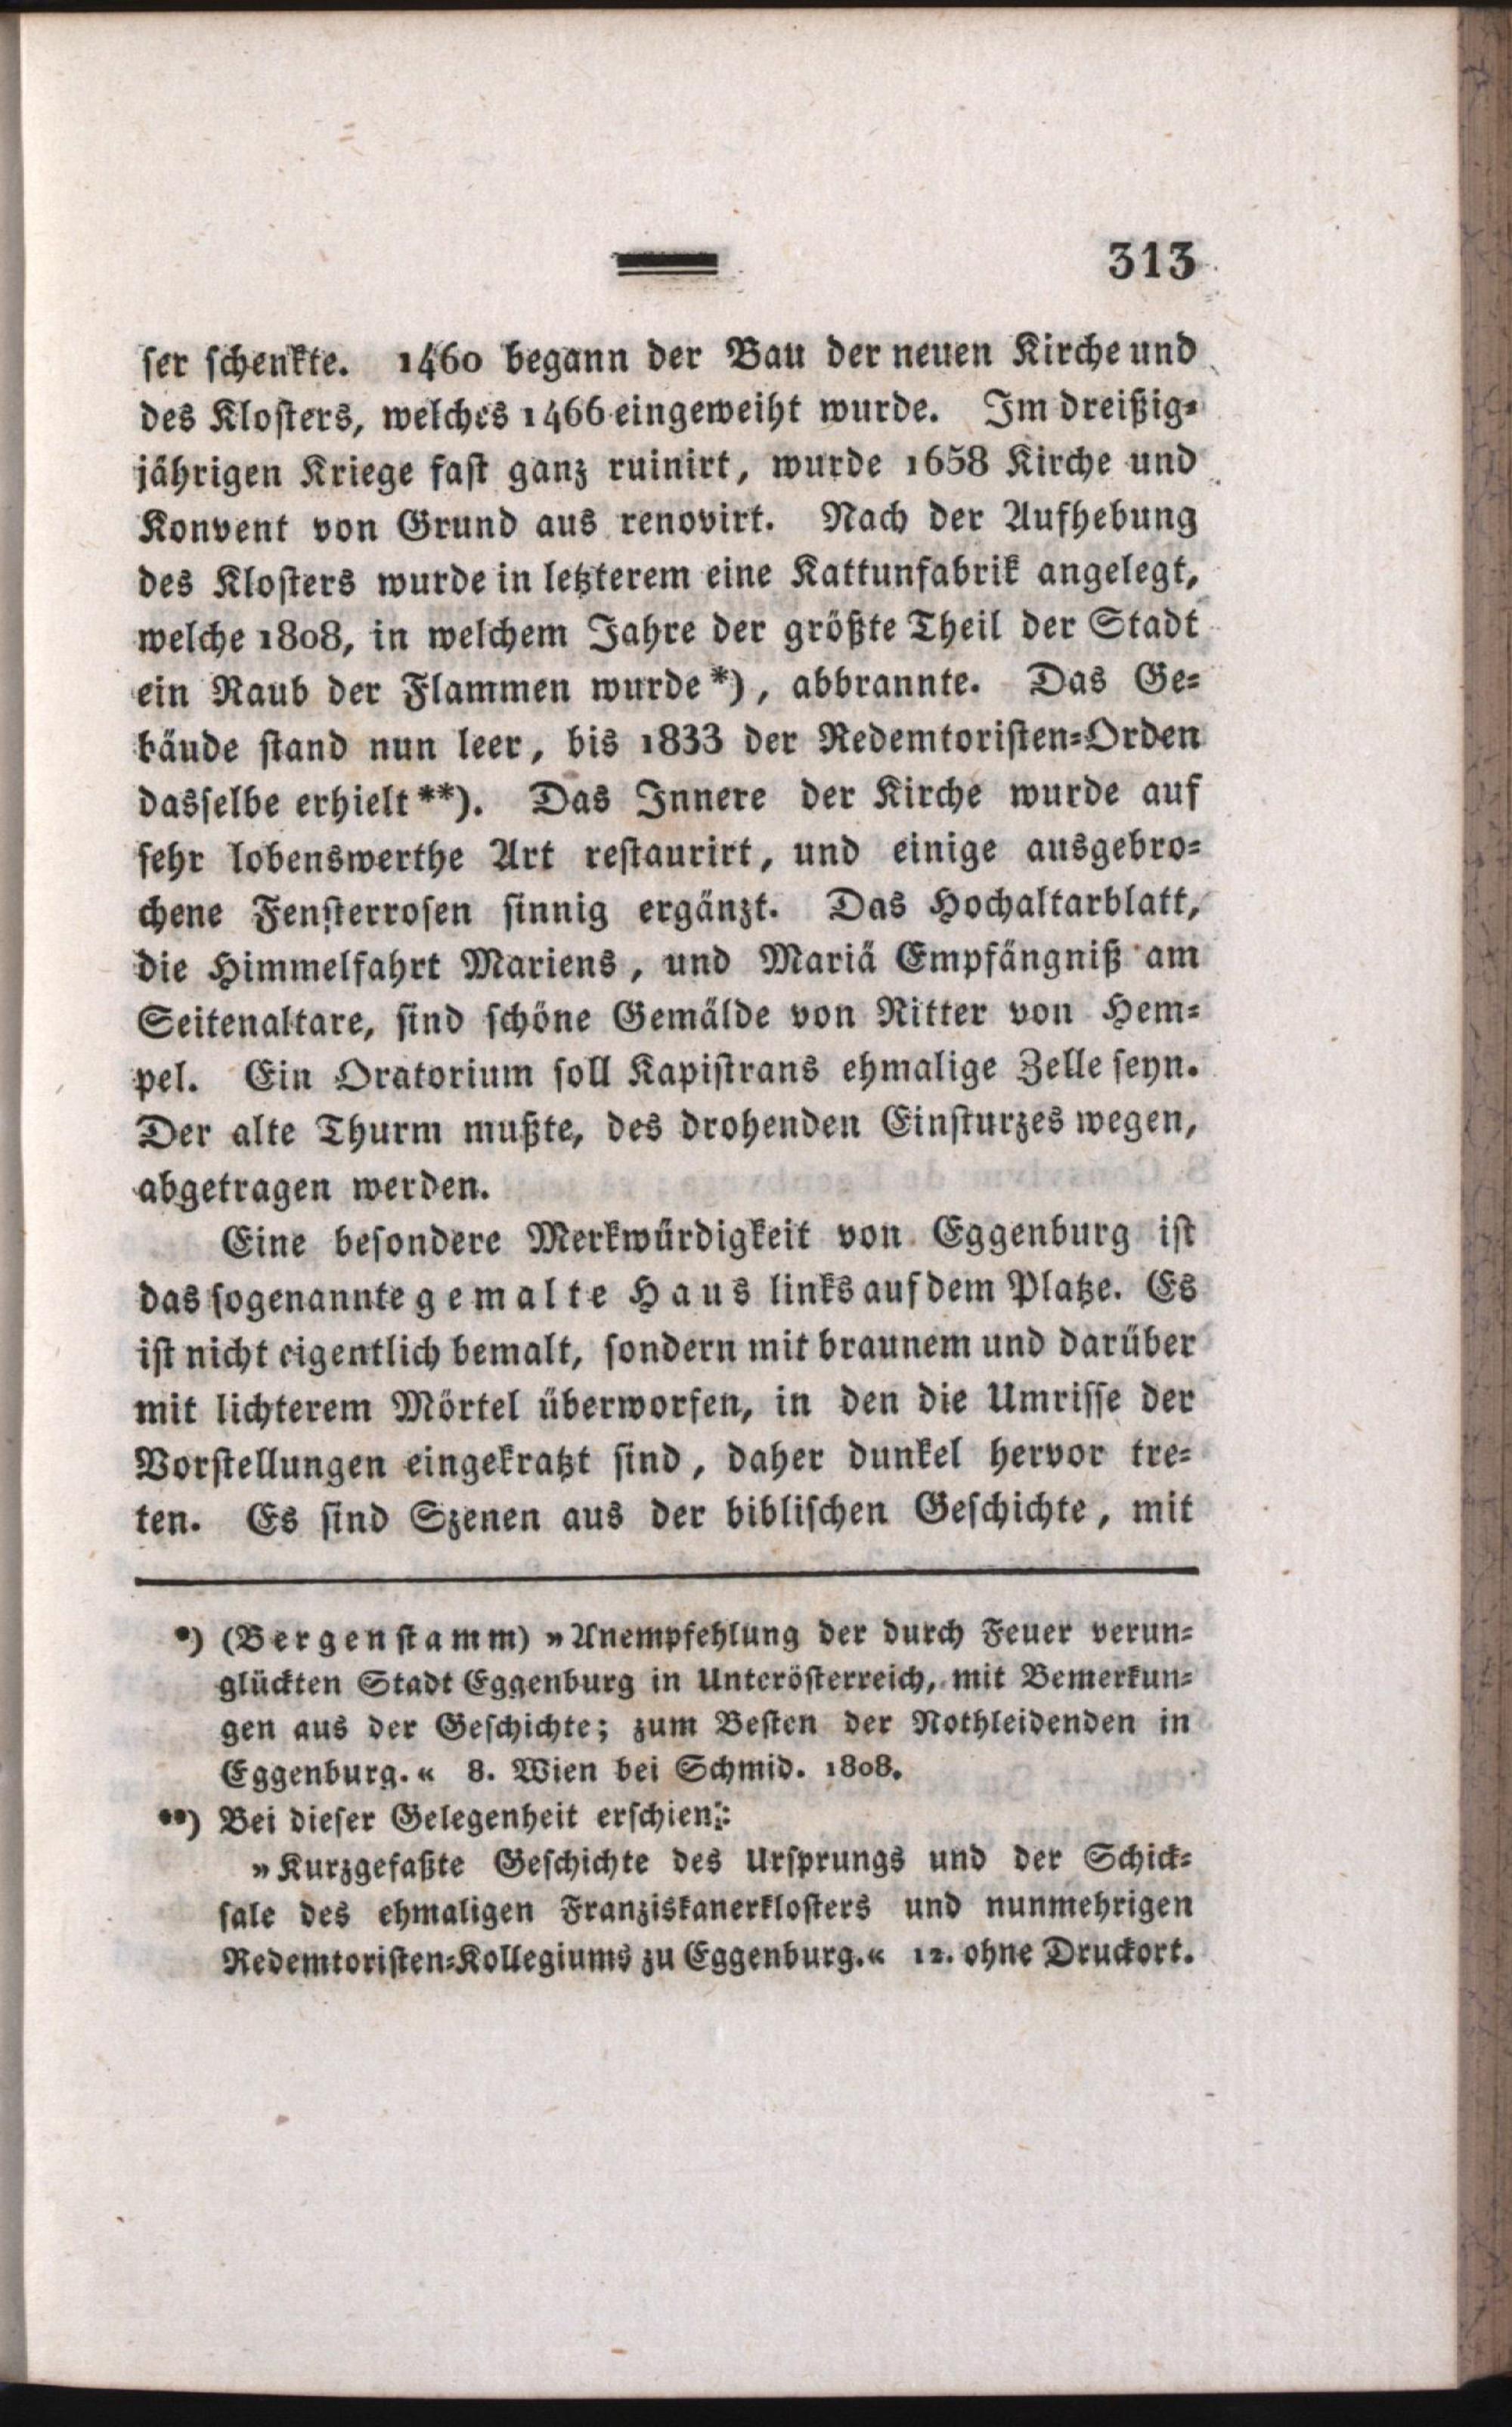 313
ser schenkte. 1460 begann der Bau der neuen Kirche und
des Klosters, welches 1466 eingeweiht wurde. Im dreißig-
jährigen Kriege fast ganz ruinirt, wurde 1658 Kirche und
Konvent von Grund aus renovirt. Nach der Aufhebung
des Klosters wurde in letzterem eine Kattunfabrik angelegt,
welche 1808, in welchem Jahre der größte Theil der Stadt
ein Raub der Flammen wurde*), abbrannte. Das Ge-
bäude stand nun leer, bis 1833 der Redemtoristen-Orden
dasselbe erhielt**). Das Innere der Kirche wurde auf
sehr lobenswerthe Art restaurirt, und einige ausgebro-
chene Fensterrosen sinnig ergänzt. Das Hochaltarblatt,
die Himmelfahrt Mariens, und Mariä Empfängniß am
Seitenaltare, sind schöne Gemälde von Ritter von Hem-
pel. Ein Oratorium soll Kapistrans ehmalige Zelle seyn.
Der alte Thurm mußte, des drohenden Einsturzes wegen,
abgetragen werden.
Eine besondere Merkwürdigkeit von Eggenburg ist
das sogenannte gemalte Haus links auf dem Platze. Es
ist nicht eigentlich bemalt, sondern mit braunem und darüber
mit lichterem Mörtel überworfen, in den die Umrisse der
Vorstellungen eingekratzt sind, daher dunkel hervor tre-
ten. Es sind Szenen aus der biblischen Geschichte, mit
*) (Bergenstamm) »Anempfehlung der durch Feuer verun-
glückten Stadt Eggenburg in Unterösterreich, mit Bemerkun-
gen aus der Geschichte; zum Besten der Nothleidenden in
Eggenburg.« 8. Wien bei Schmid. 1808.
**) Bei dieser Gelegenheit erschien:
»Kurzgefaßte Geschichte des Ursprungs und der Schick-
sale des ehmaligen Franziskanerklosters und nunmehrigen
Redemtoristen-Kollegiums zu Eggenburg.« 12. ohne Druckort.